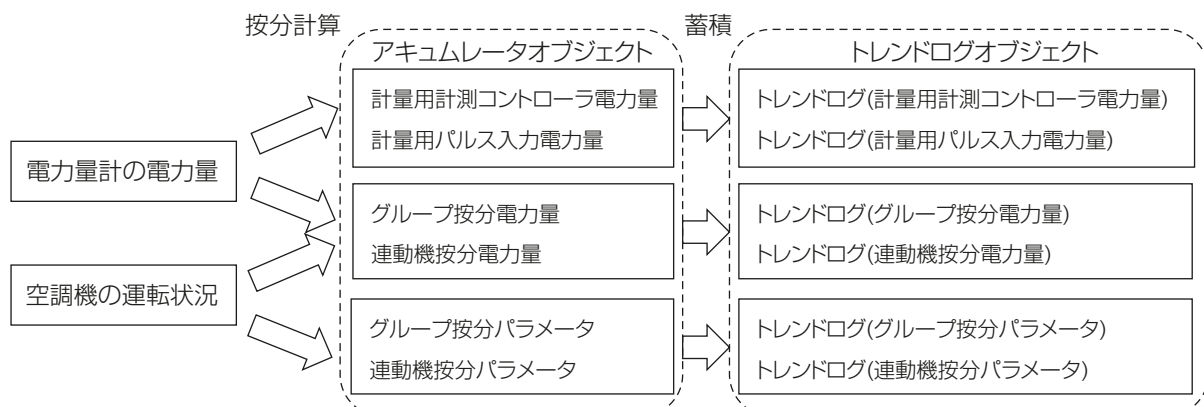 按分計算
蓄積
アキュムレータオブジェクト
トレンドログオブジェクト
電力量計の電力量
空調機の運転状況
計量用計測コントローラ電力量
計量用パルス入力電力量
グループ按分電力量
連動機按分電力量
グループ按分パラメータ
連動機按分パラメータ
トレンドログ(計量用計測コントローラ電力量)
トレンドログ(計量用パルス入力電力量)
トレンドログ(グループ按分電力量)
トレンドログ(連動機按分電力量)
トレンドログ(グループ按分パラメータ)
トレンドログ(連動機按分パラメータ)